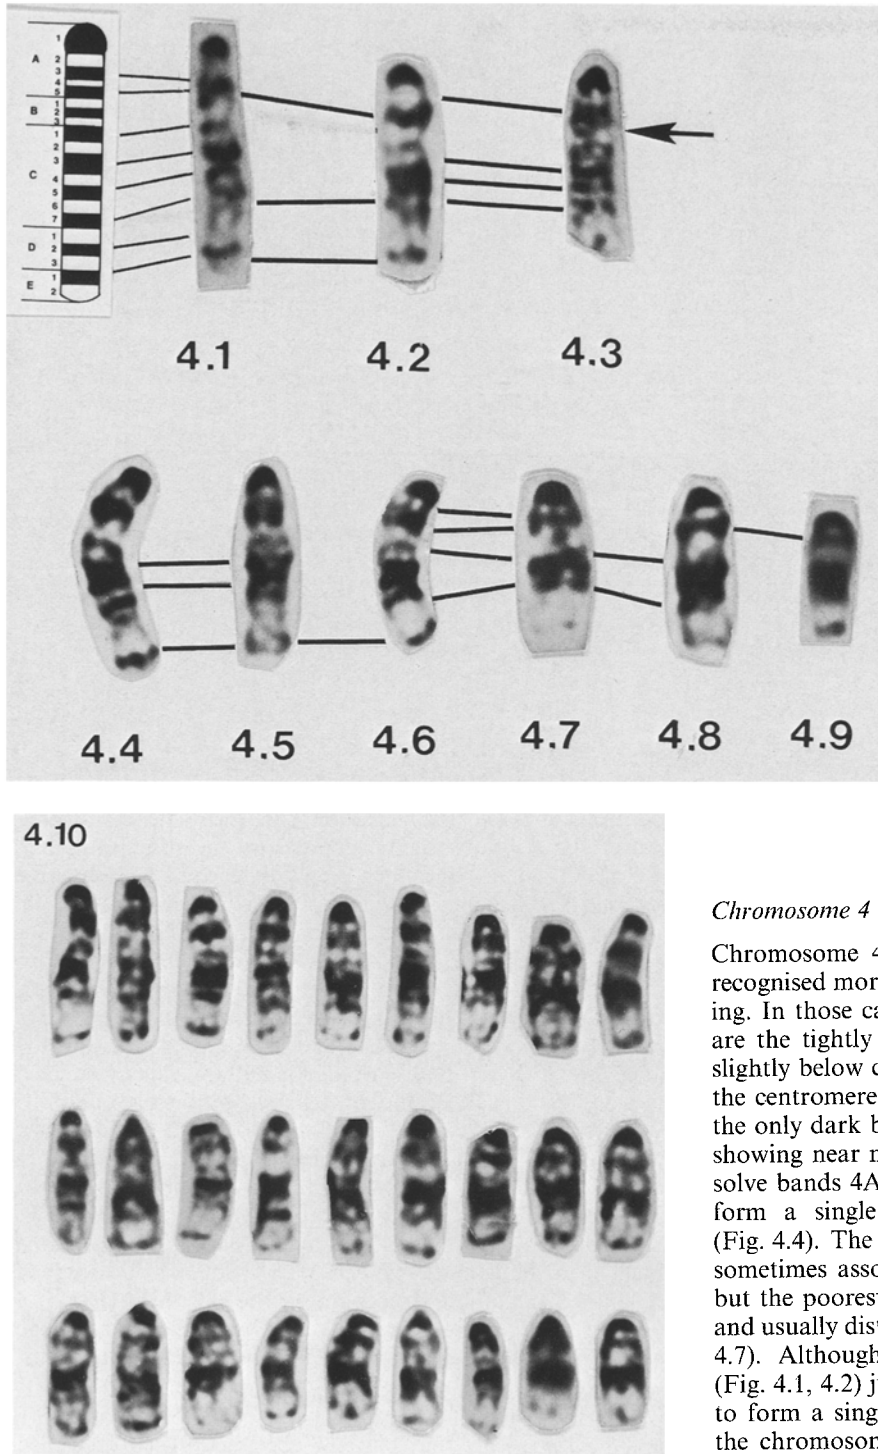 A
1
2
3
4
5
B
1
2
3
C
1
2
3
4
5
6
7
D
1
2
3
E
1
2
4.1 4.2 4.3
4.4 4.5 4.6 4.7 4.8 4.9
4.10
Chromosome 4
Chromosome 4
recognised mor
ing. In those ca
are the tightly
slightly below c
the centromere
the only dark b
showing near n
solve bands 4A
form a single
(Fig. 4.4). The
sometimes asso
but the poores
and usually dis
4.7). Although
(Fig. 4.1, 4.2) j
to form a sing
the chromoson